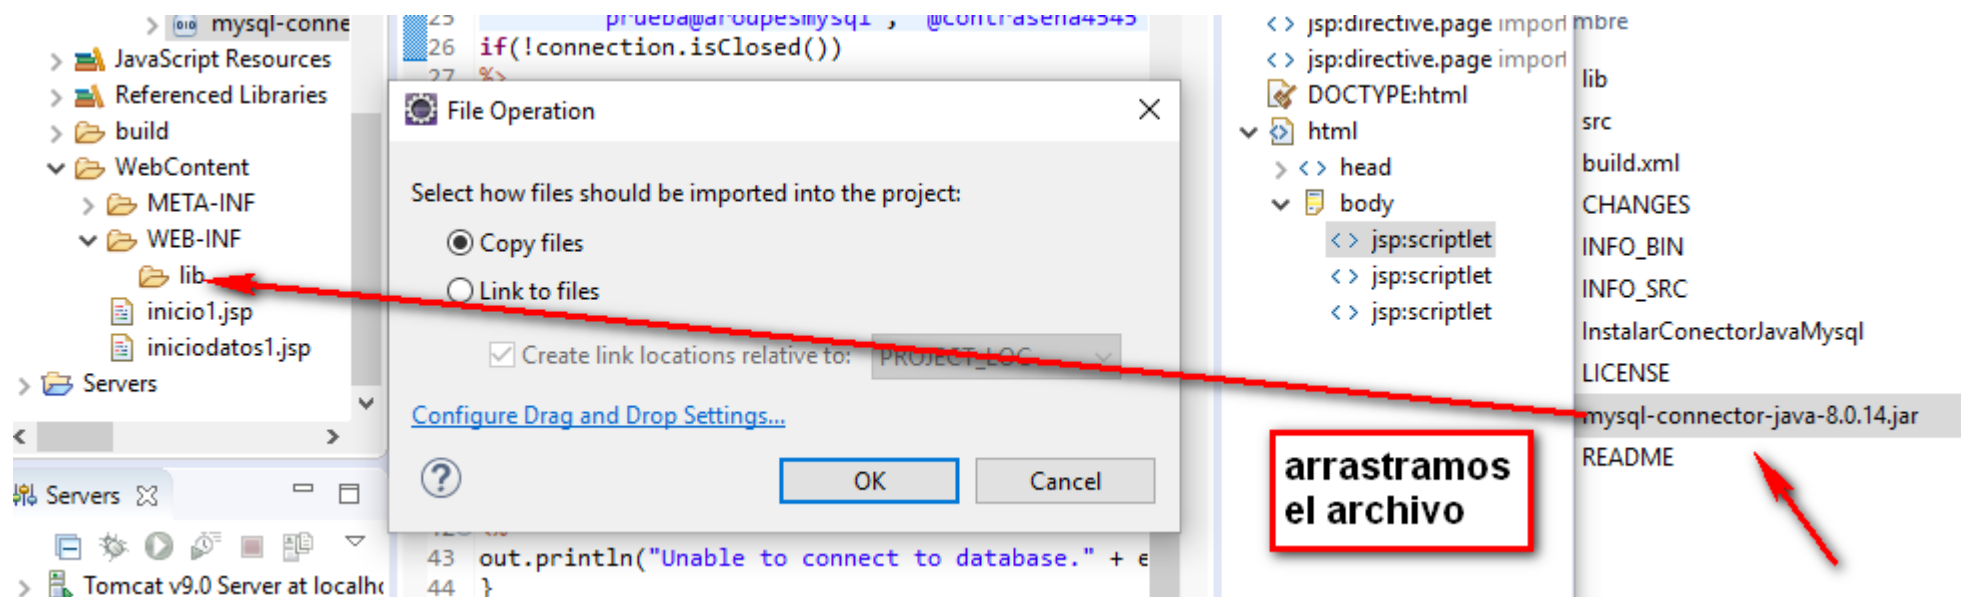 mysql-conne
JavaScript Resources
Referenced Libraries
build
WebContent
META-INF
WEB-INF
lib
inicio1.jsp
iniciodatos1.jsp
Servers
Servers
Tomcat v9.0 Server at localh
25 "prueba@aroupesmysql", "@contrasena4545
26 if(!connection.isClosed())
27 %>
File Operation
Select how files should be imported into the project:
Copy files
Link to files
Create link locations relative to: PROJECT_LOC
Configure Drag and Drop Settings...
OK
Cancel
43 out.println("Unable to connect to database." + e
44 }
jsp:directive.page import
jsp:directive.page import
DOCTYPE:html
html
head
body
jsp:scriptlet
jsp:scriptlet
jsp:scriptlet
arrastramos
el archivo
mbre
lib
src
build.xml
CHANGES
INFO_BIN
INFO_SRC
InstalarConectorJavaMysql
LICENSE
mysql-connector-java-8.0.14.jar
README